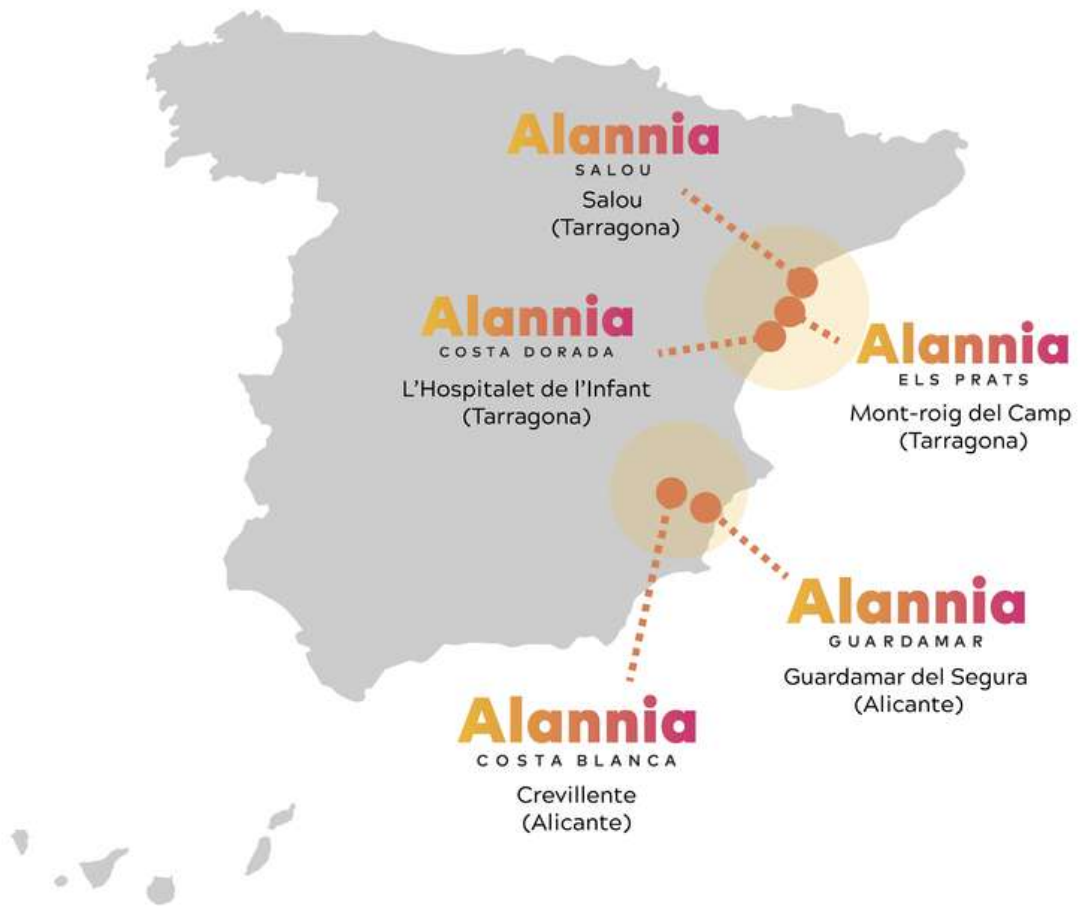 Alannia
SALOU
Salou
(Tarragona)
Alannia
COSTA DORADA
L'Hospitalet de l'Infant
(Tarragona)
Alannia
ELS PRATS
Mont-roig del Camp
(Tarragona)
Alannia
GUARDAMAR
Guardamar del Segura
(Alicante)
Alannia
COSTA BLANCA
Crevillente
(Alicante)